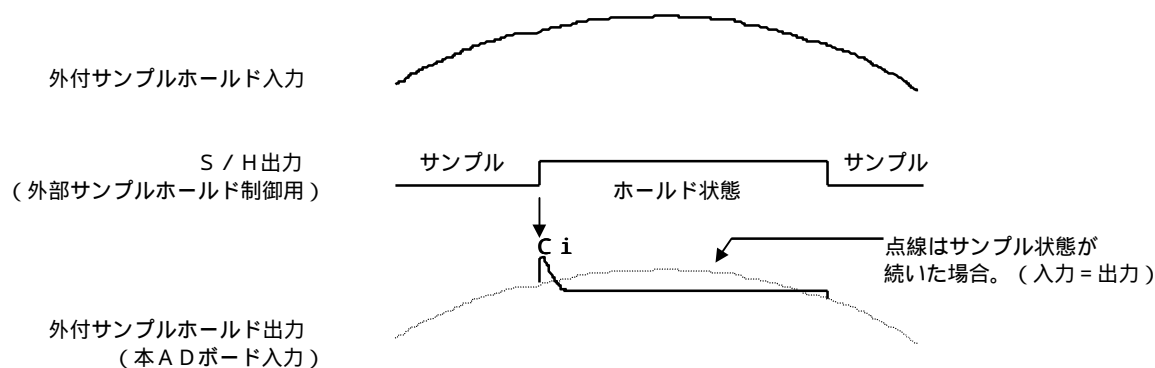 外付サンプルホールド入力
S/H出力
(外部サンプルホールド制御用)
サンプル
サンプル
ホールド状態
Ci
点線はサンプル状態が
続いた場合。(入力=出力)
外付サンプルホールド出力
(本ADボード入力)